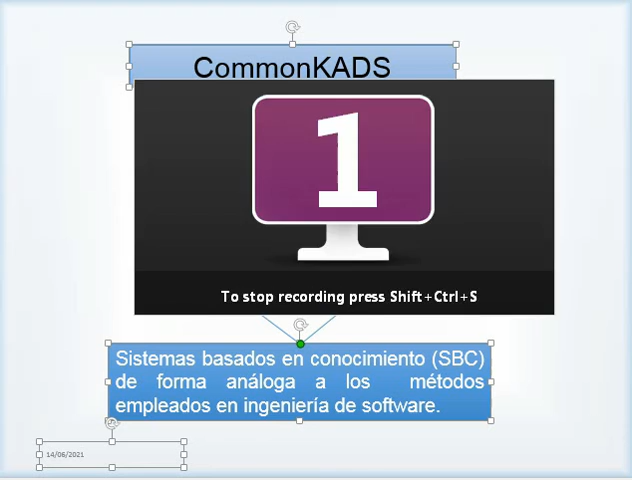 CommonKADS
1
To stop recording press Shift+Ctrl+S
Sistemas basados en conocimiento (SBC)
de forma análoga a los métodos
empleados en ingeniería de software.
14/06/2021